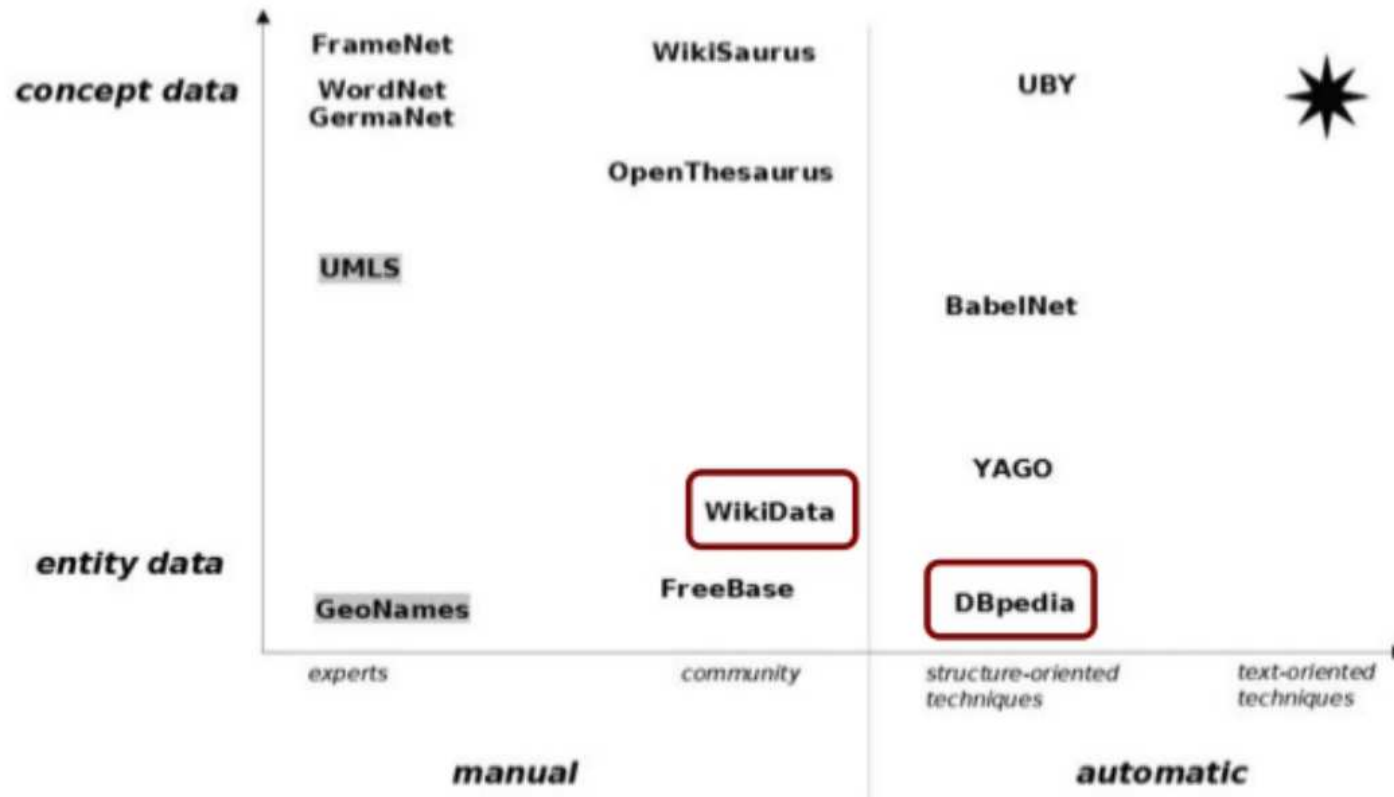 FrameNet
WikiSaurus
UBY
concept data
WordNet
GermaNet
OpenThesaurus
UMLS
BabelNet
YAGO
WikiData
entity data
FreeBase
DBpedia
GeoNames
experts
community
structure-oriented
techniques
text-oriented
techniques
manual
automatic